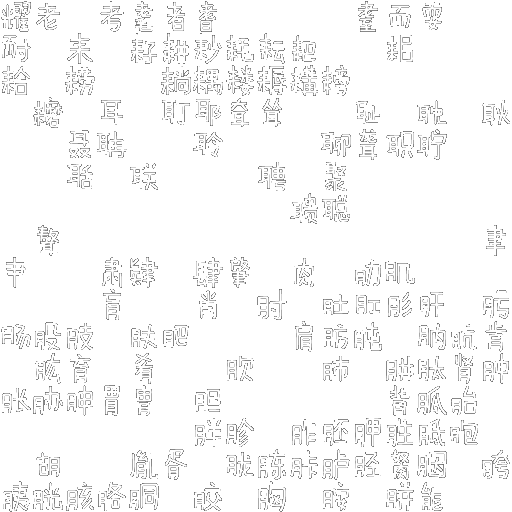 耀老 考耄者耆 耋而耍
耐 耒 耔耕耖耗耘耙 耜
耠 耢 耥耦耧耨耩耪
耱 耳 耵耶耷耸 耻 耽 耿
聂聃 聆 聊聋职聍
聒 联 聘 聚
聩聪
聱 聿
肀 肃肄 肆肇 肉 肋肌
肓 肖 肘 肚肛肜肝 肟
肠股肢 肤肥 肩肪肫 肭肮肯
肱育 肴 肷 肺 肼肽肾肿
胀胁胂胃胄 胆 背胍胎
胖胗 胙胚胛胜胝胞
胡 胤胥 胧胨胩胪胫胬胭 胯
胰胱胲胳胴 胶 胸 胺 胼能